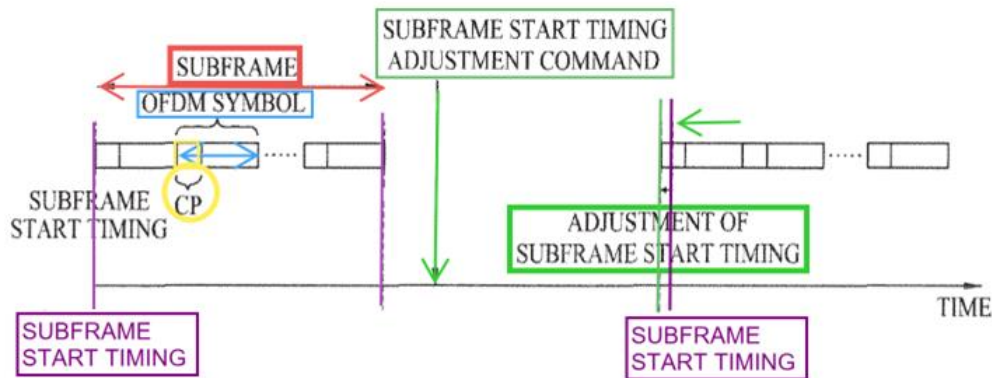 SUBFRAME START TIMING
ADJUSTMENT COMMAND
SUBFRAME
OFDM SYMBOL
CP
SUBFRAME
START TIMING
ADJUSTMENT OF
SUBFRAME START TIMING
TIME
SUBFRAME
START TIMING
SUBFRAME
START TIMING